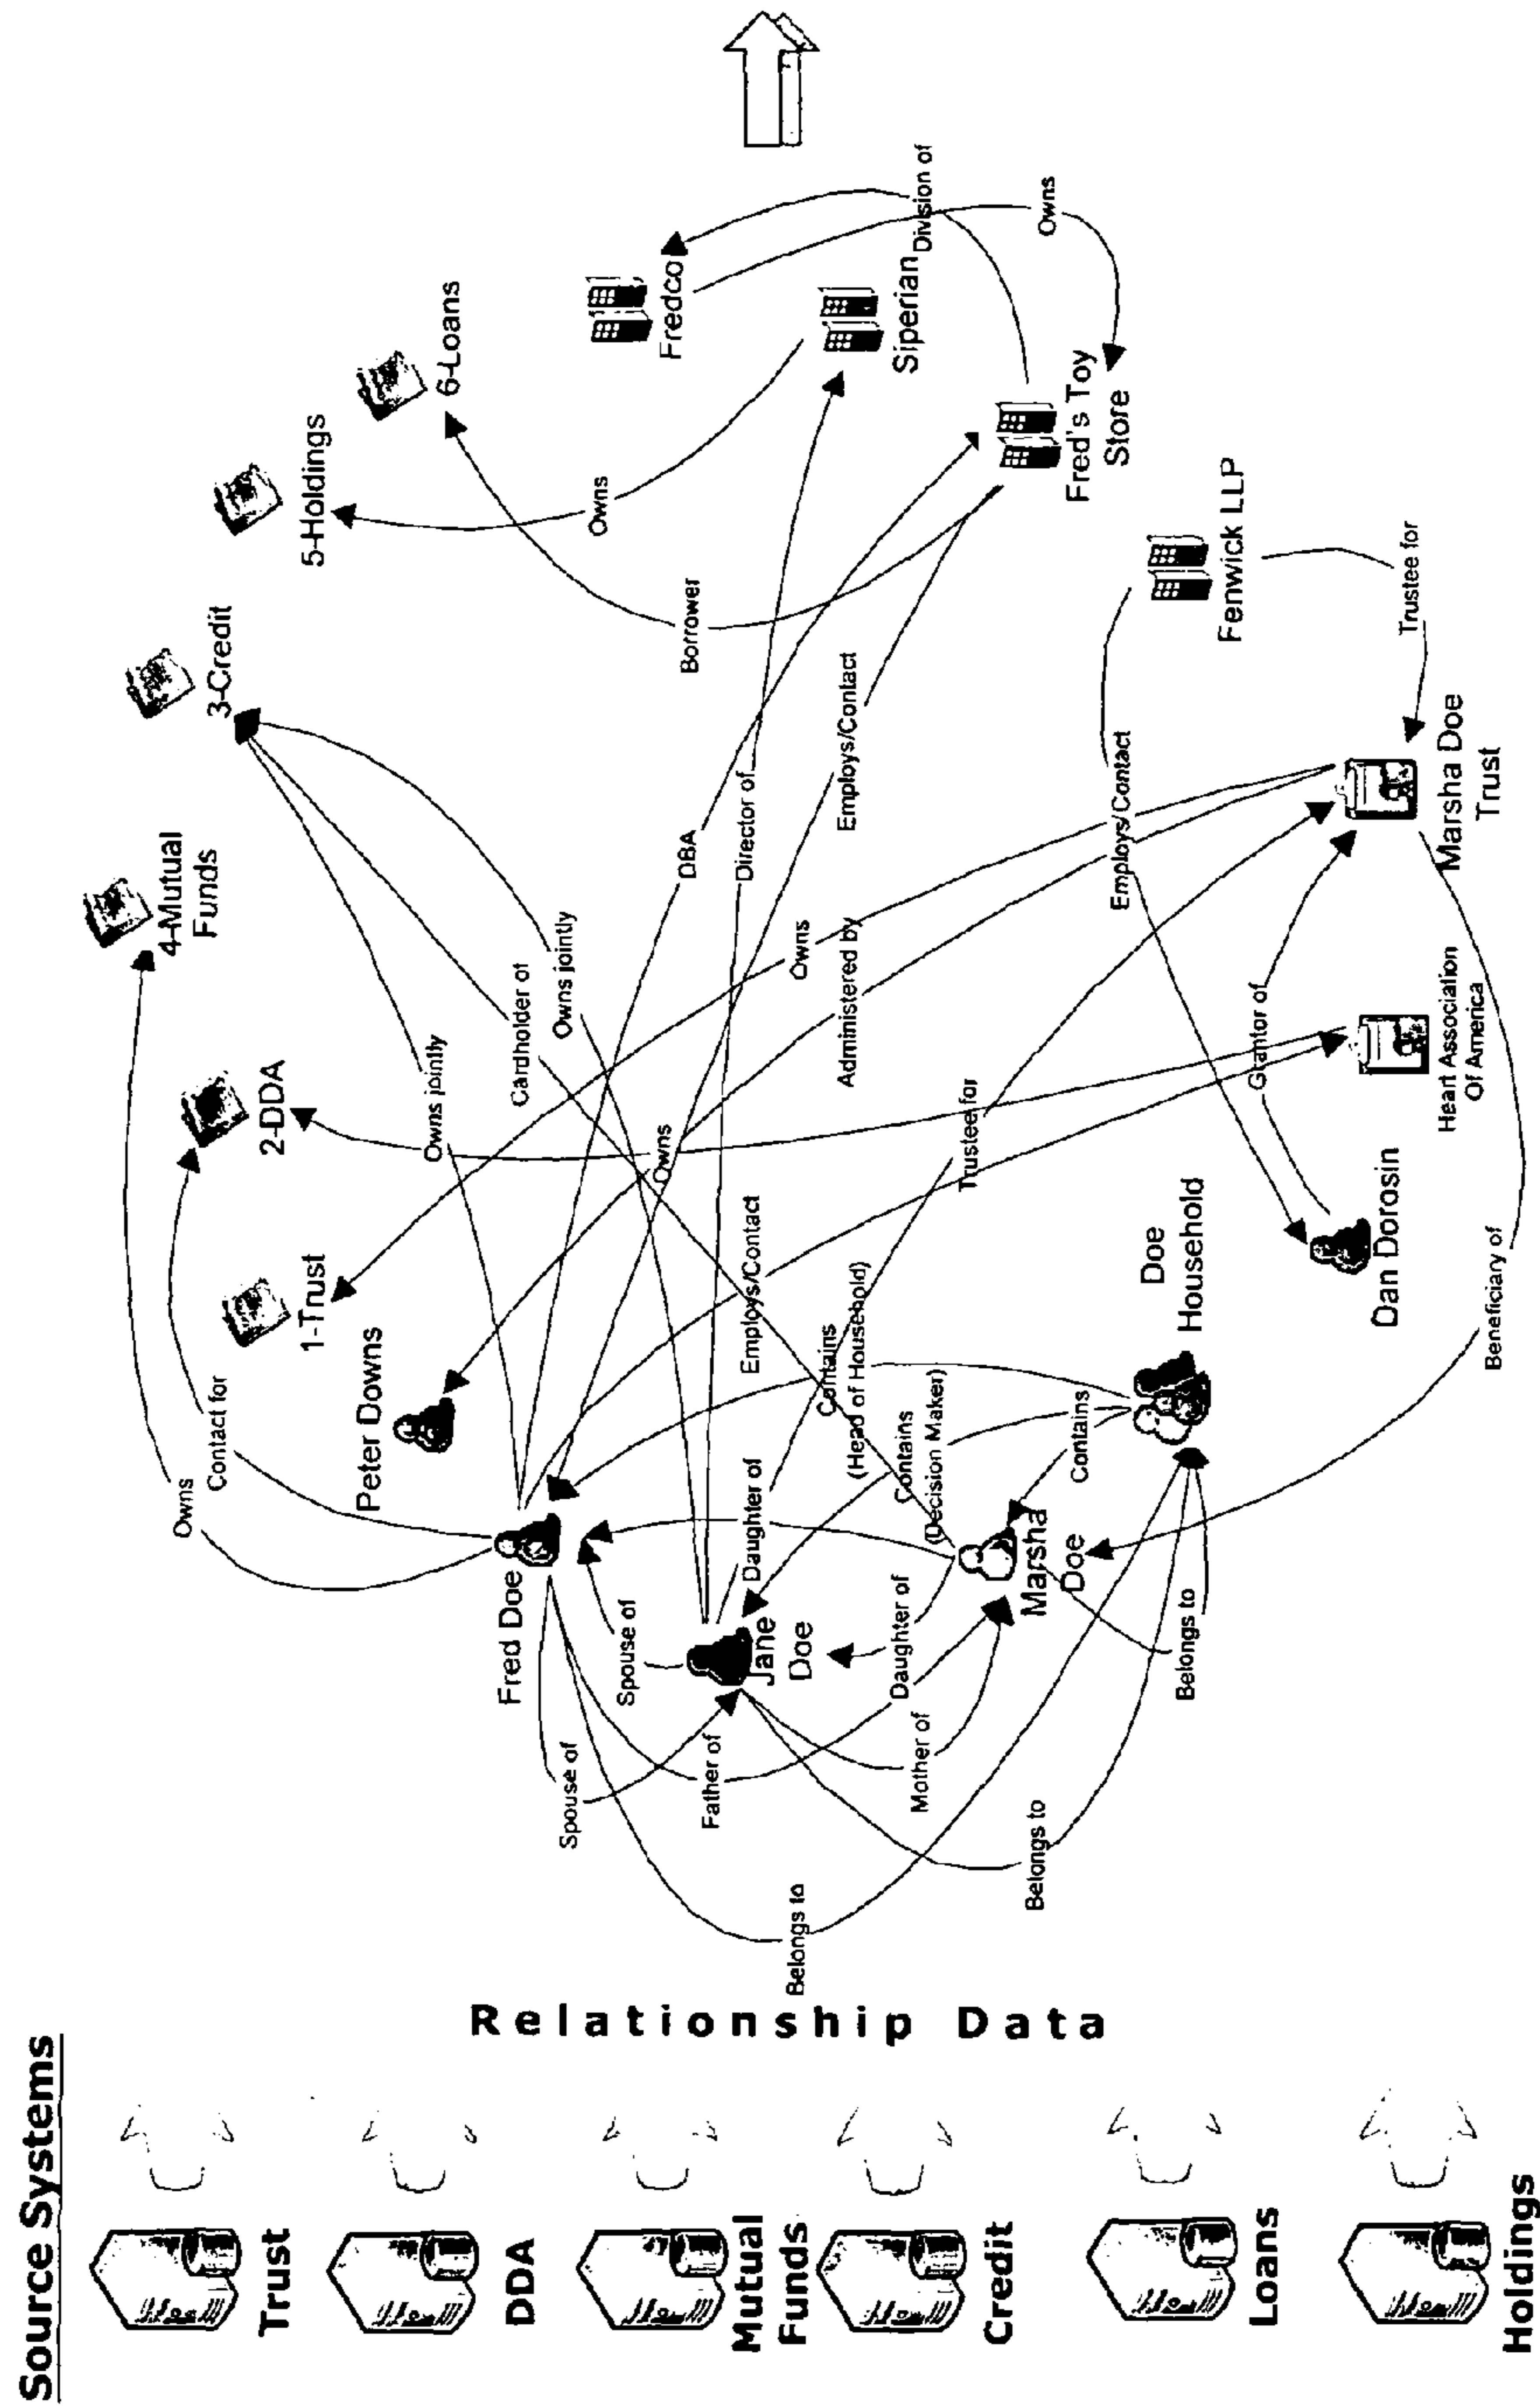 Source Systems
Trust
DDA
Mutual
Funds
Credit
Loans
Holdings
Relationship Data
Owns
Contact for
4-Mutual
Funds
2-DDA
1-Trust
3-Credit
5-Holdings
6-Loans
Peter Downs
Fred Doe
Owns jointly
Cardholder of
Owns jointly
Owns
Borrower
Fredco
Siperian
Division of
Owns
Spouse of
Spouse of
Father of
Belongs to
Jane
Doe
Daughter of
Employs/Contact
Owns
DBA
Director of
Owns
Administered by
Employs/Contact
Contains
(Head of Household)
Contains
(Decision Maker)
Daughter of
Mother of
Belongs to
Marsha
Doe
Contains
Belongs to
Trustee for
Doe
Household
Employs/Contact
Fred's Toy
Store
Fenwick LLP
Trustee for
Grantor of
Dan Dorosin
Heart Association
Of America
Marsha Doe
Trust
Beneficiary of